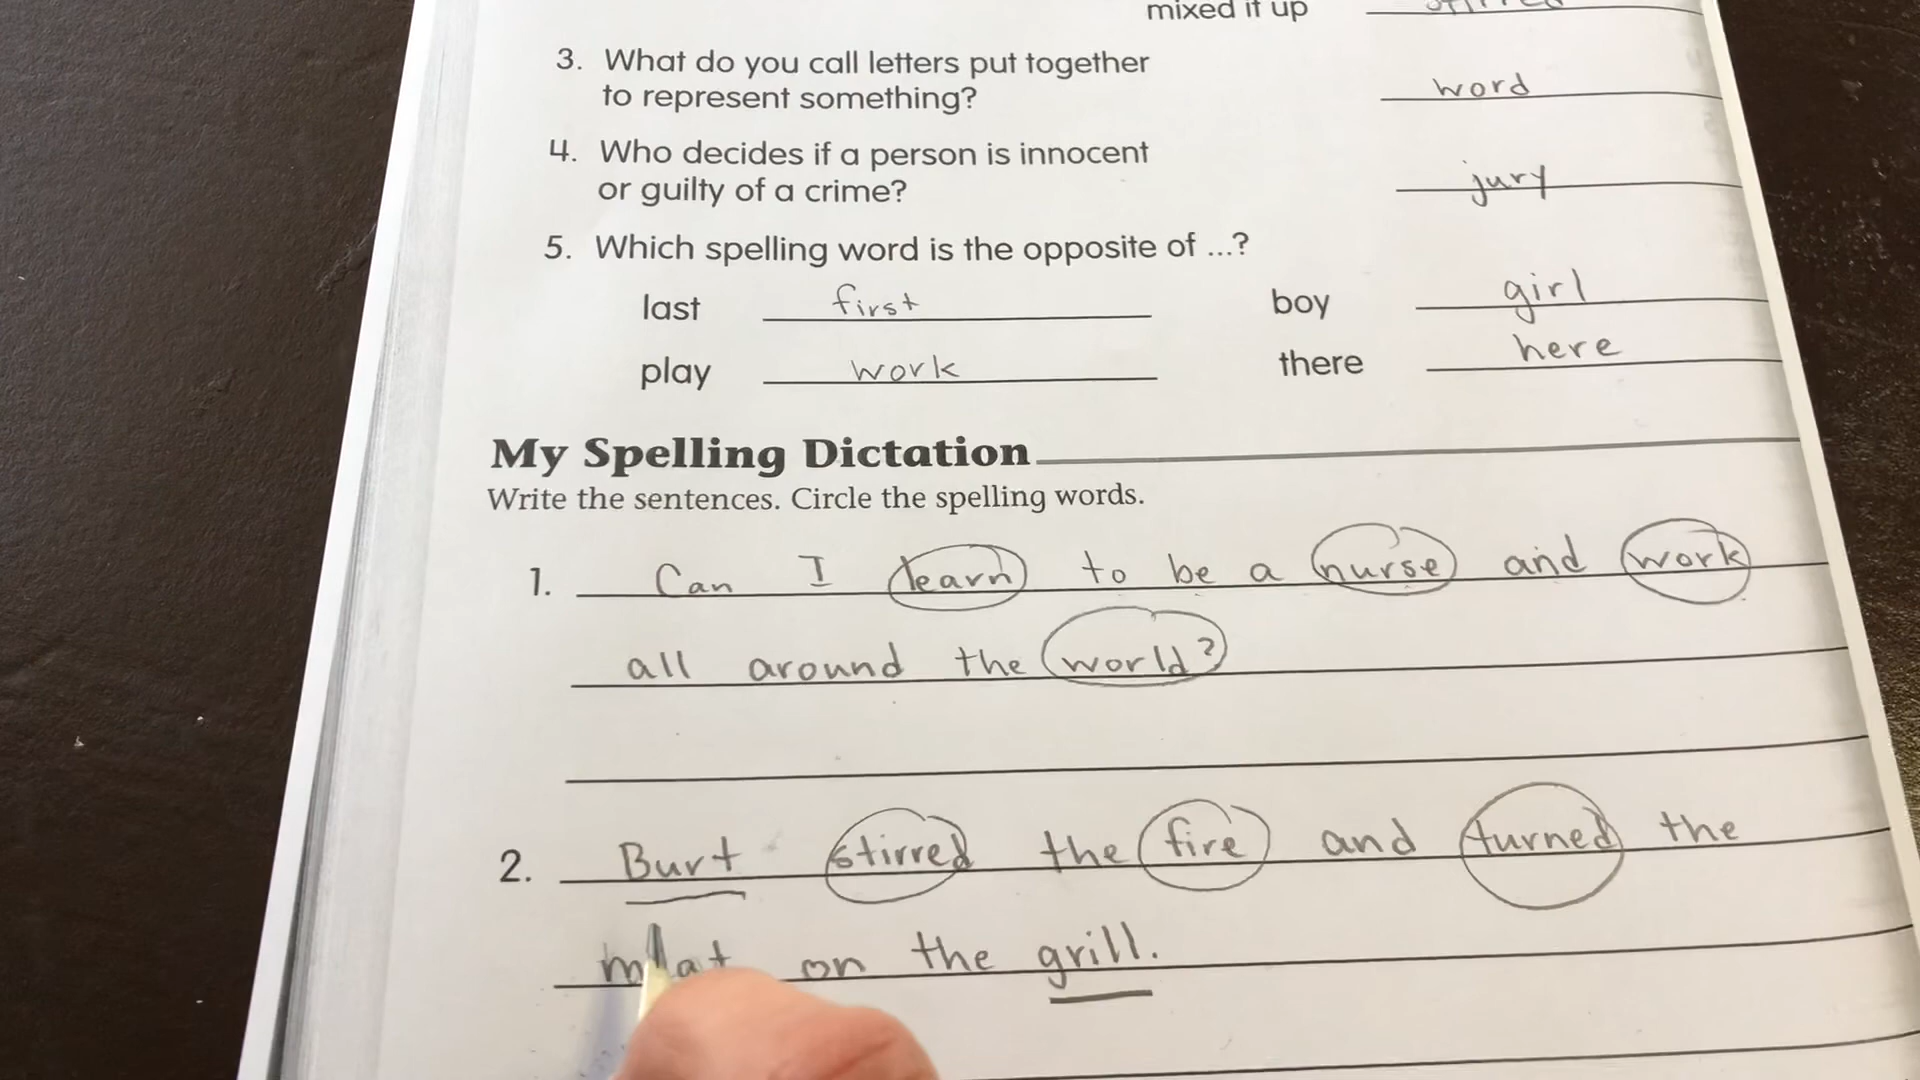 mixed it up
3. What do you call letters put together
to represent something? word
4. Who decides if a person is innocent
or guilty of a crime? jury
5. Which spelling word is the opposite of ...?
last first boy girl
play work there here
My Spelling Dictation
Write the sentences. Circle the spelling words.
1. Can I learn to be a nurse and work
all around the world?
2. Burt stirred the fire and turned the
on the grill.